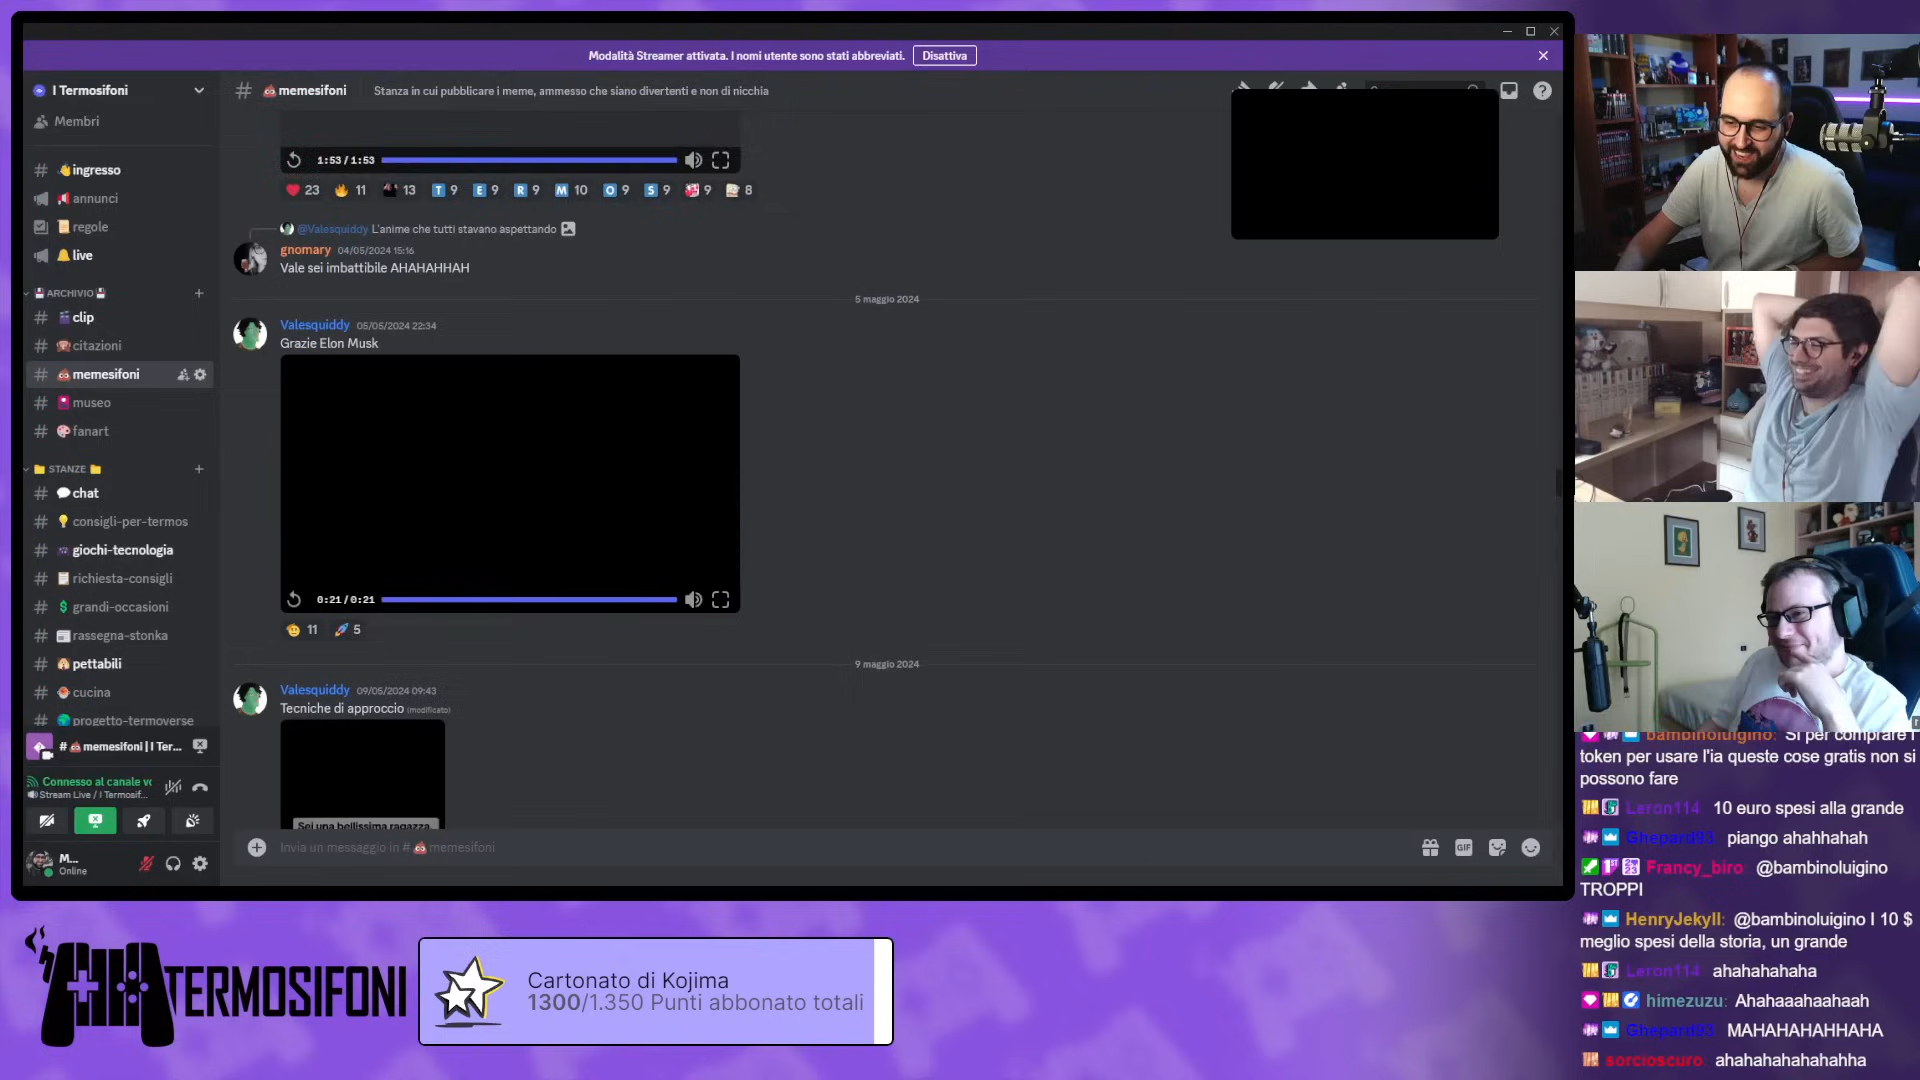 Modalità Streamer attivata. I nomi utente sono stati abbreviati. Disattiva
I Termosifoni
Membri
ingresso
annunci
regole
live
ARCHIVIO
clip
citazioni
memesifoni
museo
fanart
STANZE
chat
consigli-per-termos
giochi-tecnologia
richiesta-consigli
grandi-occasioni
rassegna-stonka
pettabili
cucina
progetto-termoverse
# memesifoni | I Ter...
Connesso al canale vc
Stream Live / I Termosif...
M...
Online
memesifoni Stanza in cui pubblicare i meme, ammesso che siano divertenti e non di nicchia
1:53 / 1:53
23 11 13 T 9 E 9 R 9 M 10 O 9 S 9 9 8
@Valesquiddy L'anime che tutti stavano aspettando
gnomary 04/05/2024 15:16
Vale sei imbattibile AHAHAHHAH
5 maggio 2024
Valesquiddy 05/05/2024 22:34
Grazie Elon Musk
0:21 / 0:21
11 5
9 maggio 2024
Valesquiddy 09/05/2024 09:43
Tecniche di approccio (modificato)
Sei una bellissima ragazza
Invia un messaggio in # memesifoni
GIF
TERMOSIFONI
Cartonato di Kojima
1300/1.350 Punti abbonato totali
bambinoluigino: Si per comprare i
token per usare l'ia queste cose gratis non si
possono fare
Leron114 10 euro spesi alla grande
Ghepard93 piango ahahhahah
Francy_biro @bambinoluigino
TROPPI
HenryJekyll: @bambinoluigino I 10 $
meglio spesi della storia, un grande
Leron114 ahahahahaha
himezuzu: Ahahaaahaahaah
Ghepard93 MAHAHAHAHHAHA
sorcioscuro: ahahahahahahahha